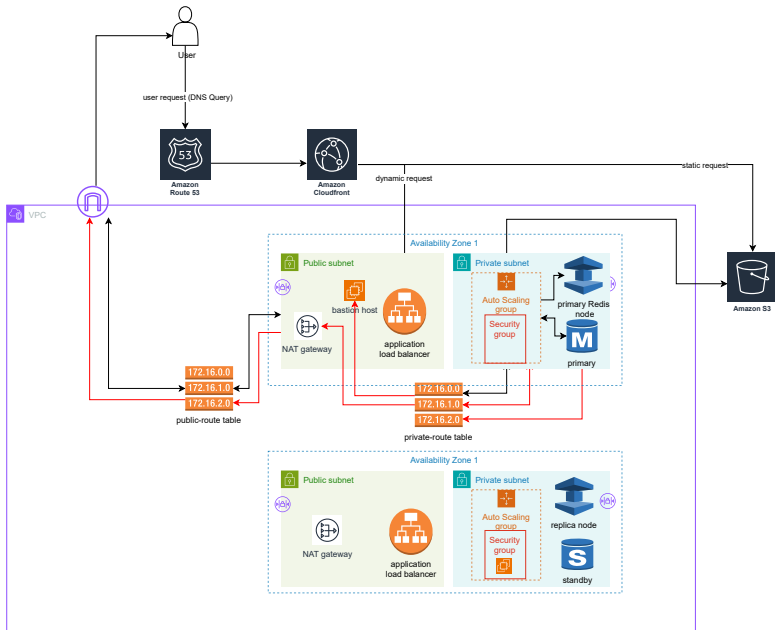 User
user request (DNS Query)
53
Amazon
Route 53
Amazon
Cloudfront
dynamic request
static request
VPC
Availability Zone 1
Public subnet
Private subnet
bastion host
NAT gateway
application
load balancer
Auto Scaling
group
Security
group
primary Redis
node
M
primary
Amazon S3
172.16.0.0
172.16.1.0
172.16.2.0
public-route table
172.16.0.0
172.16.1.0
172.16.2.0
private-route table
Availability Zone 1
Public subnet
Private subnet
NAT gateway
application
load balancer
Auto Scaling
group
Security
group
replica node
S
standby